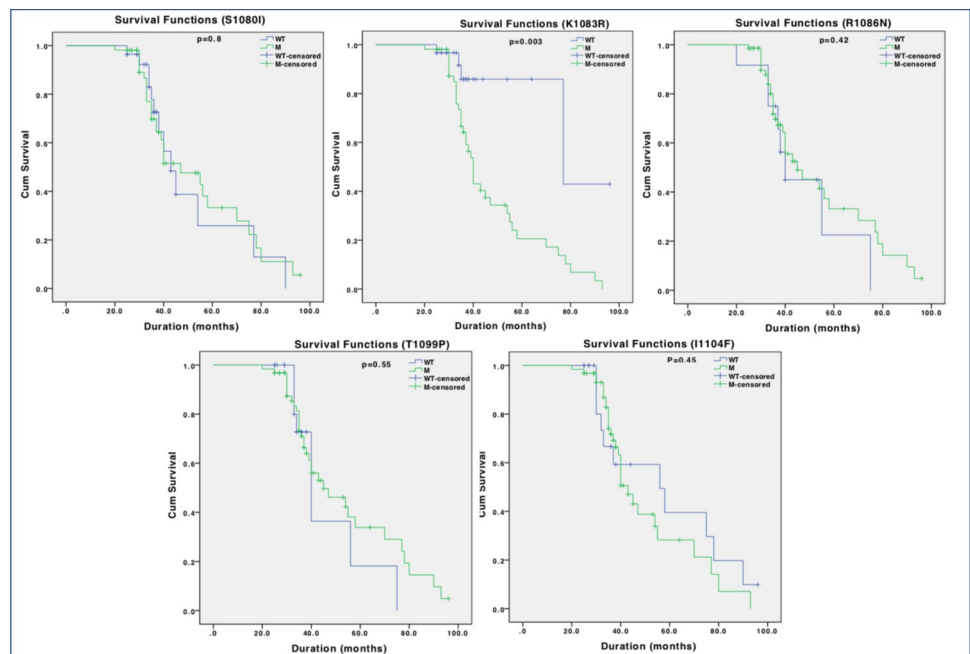 Survival Functions (S1080I)
p=0.8
WT
M
WT-censored
M-censored
Cum Survival
1.0
0.8
0.6
0.4
0.2
0.0
.0 20.0 40.0 60.0 80.0 100.0
Duration (months)
Survival Functions (K1083R)
p=0.003
WT
M
WT-censored
M-censored
Cum Survival
1.0
0.8
0.6
0.4
0.2
0.0
.0 20.0 40.0 60.0 80.0 100.0
Duration (months)
Survival Functions (R1086N)
p=0.42
WT
M
WT-censored
M-censored
Cum Survival
1.0
0.8
0.6
0.4
0.2
0.0
.0 20.0 40.0 60.0 80.0 100.0
Duration (months)
Survival Functions (T1099P)
p=0.55
WT
M
WT-censored
M-censored
Cum Survival
1.0
0.8
0.6
0.4
0.2
0.0
.0 20.0 40.0 60.0 80.0 100.0
Duration (months)
Survival Functions (I1104F)
P=0.45
WT
M
WT-censored
M-censored
Cum Survival
1.0
0.8
0.6
0.4
0.2
0.0
.0 20.0 40.0 60.0 80.0 100.0
Duration (months)